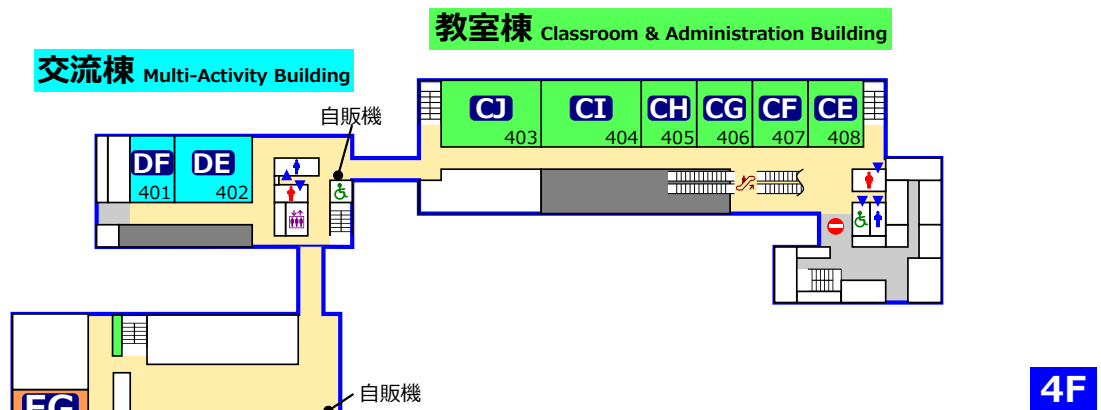 教室棟 Classroom & Administration Building
交流棟 Multi-Activity Building
自販機
CJ
403
CI
404
CH
405
CG
406
CF
407
CE
408
DF
401
DE
402
自販機
EG
4F